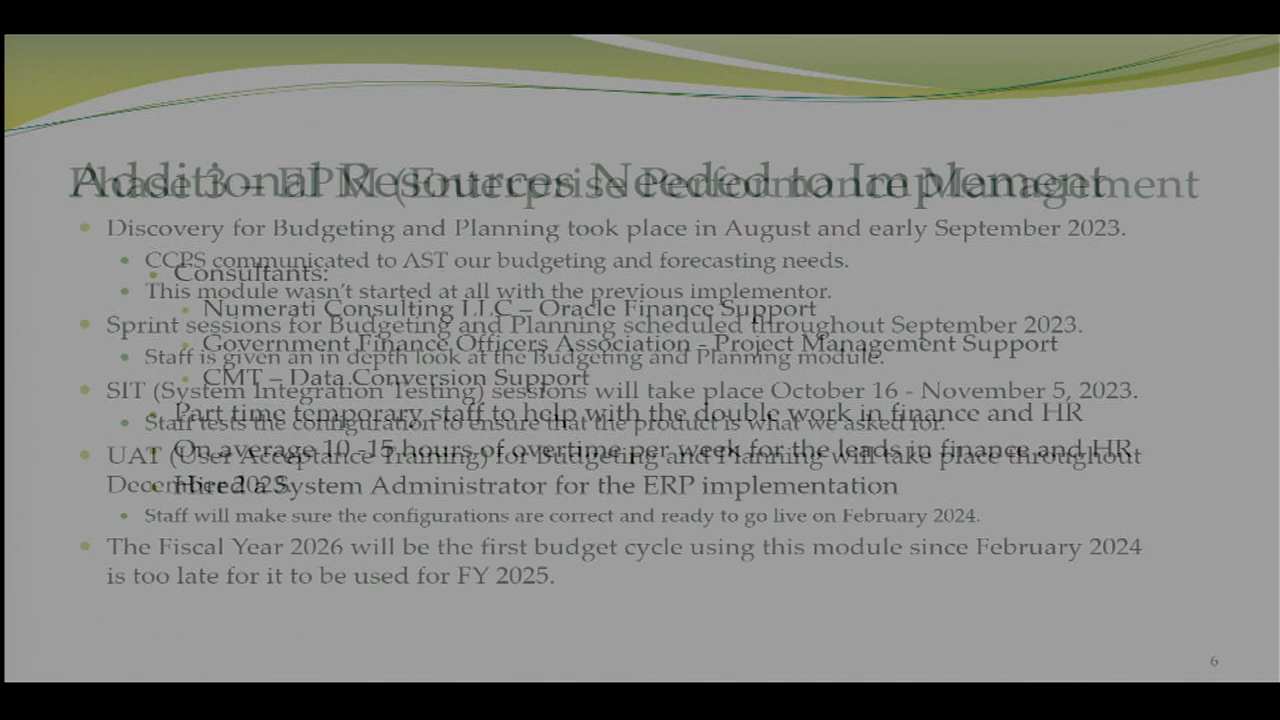 Phase 3 – EPM (Enterprise Performance Management
Discovery for Budgeting and Planning took place in August and early September 2023.
CCPS communicated to AST our budgeting and forecasting needs.
This module wasn't started at all with the previous implementor.
Sprint sessions for Budgeting and Planning scheduled throughout September 2023.
Staff is given an in depth look at the Budgeting and Planning module.
SIT (System Integration Testing) sessions will take place October 16 - November 5, 2023.
Staff tests the configuration to ensure that the product is what we asked for.
UAT (User Acceptance Training) for Budgeting and Planning will take place throughout
December 2023.
Staff will make sure the configurations are correct and ready to go live on February 2024.
The Fiscal Year 2026 will be the first budget cycle using this module since February 2024
is too late for it to be used for FY 2025.
Additional Resources Needed to Implement
Consultants:
Numerati Consulting LLC – Oracle Finance Support
Government Finance Officers Association - Project Management Support
CMT – Data Conversion Support
Part time temporary staff to help with the double work in finance and HR
On average 10 -15 hours of overtime per week for the leads in finance and HR
Hired a System Administrator for the ERP implementation
6